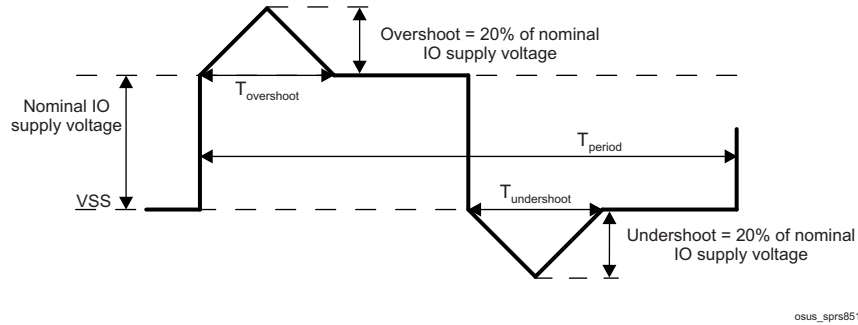 Overshoot = 20% of nominal
IO supply voltage
Nominal IO
supply voltage
Tovershoot
Tperiod
VSS
Tundershoot
Undershoot = 20% of nominal
IO supply voltage
osus_sprs851